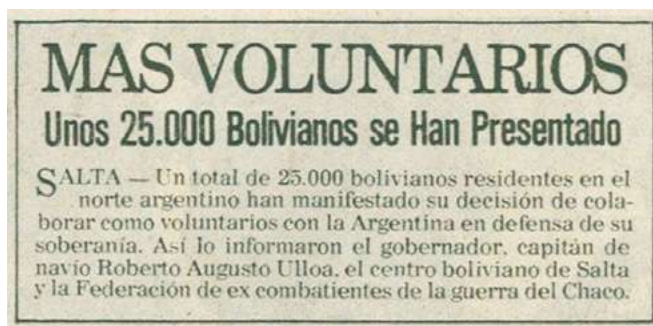 MAS VOLUNTARIOS
Unos 25.000 Bolivianos se Han Presentado
SALTA — Un total de 25.000 bolivianos residentes en el
norte argentino han manifestado su decisión de cola-
borar como voluntarios con la Argentina en defensa de su
soberanía. Así lo informaron el gobernador, capitán de
navío Roberto Augusto Ulloa, el centro boliviano de Salta
y la Federación de ex combatientes de la guerra del Chaco.